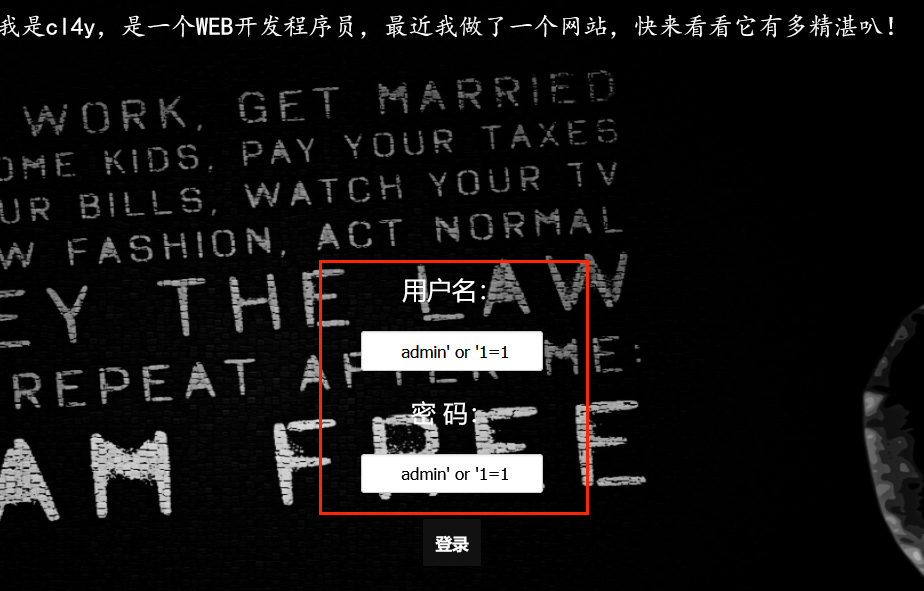 我是cl4y，是一个WEB开发程序员，最近我做了一个网站，快来看看它有多精湛叭！
WORK, GET MARRIED
OME KIDS, PAY YOUR TAXES
UR BILLS, WATCH YOUR TV
W FASHION, ACT NORMAL
EY THE LAW
REPEAT AFTER ME:
AM FREE
用户名：
admin' or '1=1
密 码：
admin' or '1=1
登录